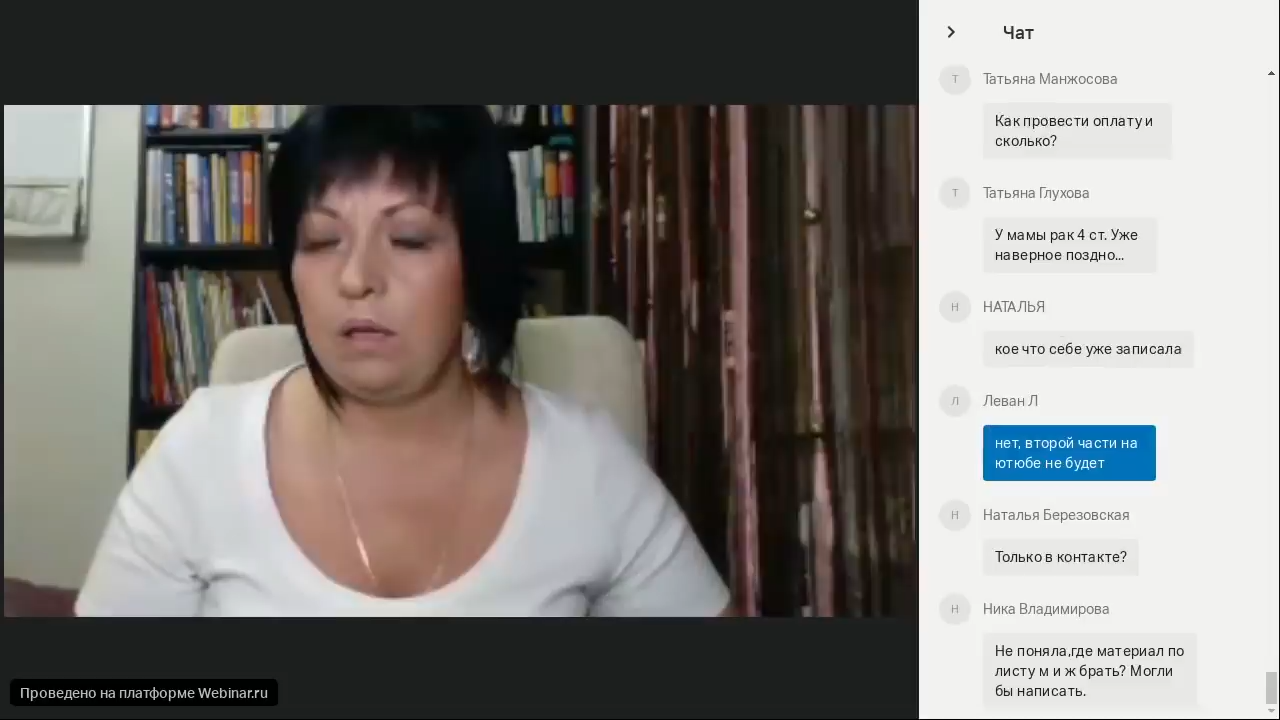 Чат
Татьяна Манжосова
Как провести оплату и
сколько?
Татьяна Глухова
У мамы рак 4 ст. Уже
наверное поздно...
НАТАЛЬЯ
кое что себе уже записала
Леван Л
нет, второй части на
ютюбе не будет
Наталья Березовская
Только в контакте?
Ника Владимирова
Не поняла,где материал по
листу м и ж брать? Могли
бы написать.
Проведено на платформе Webinar.ru